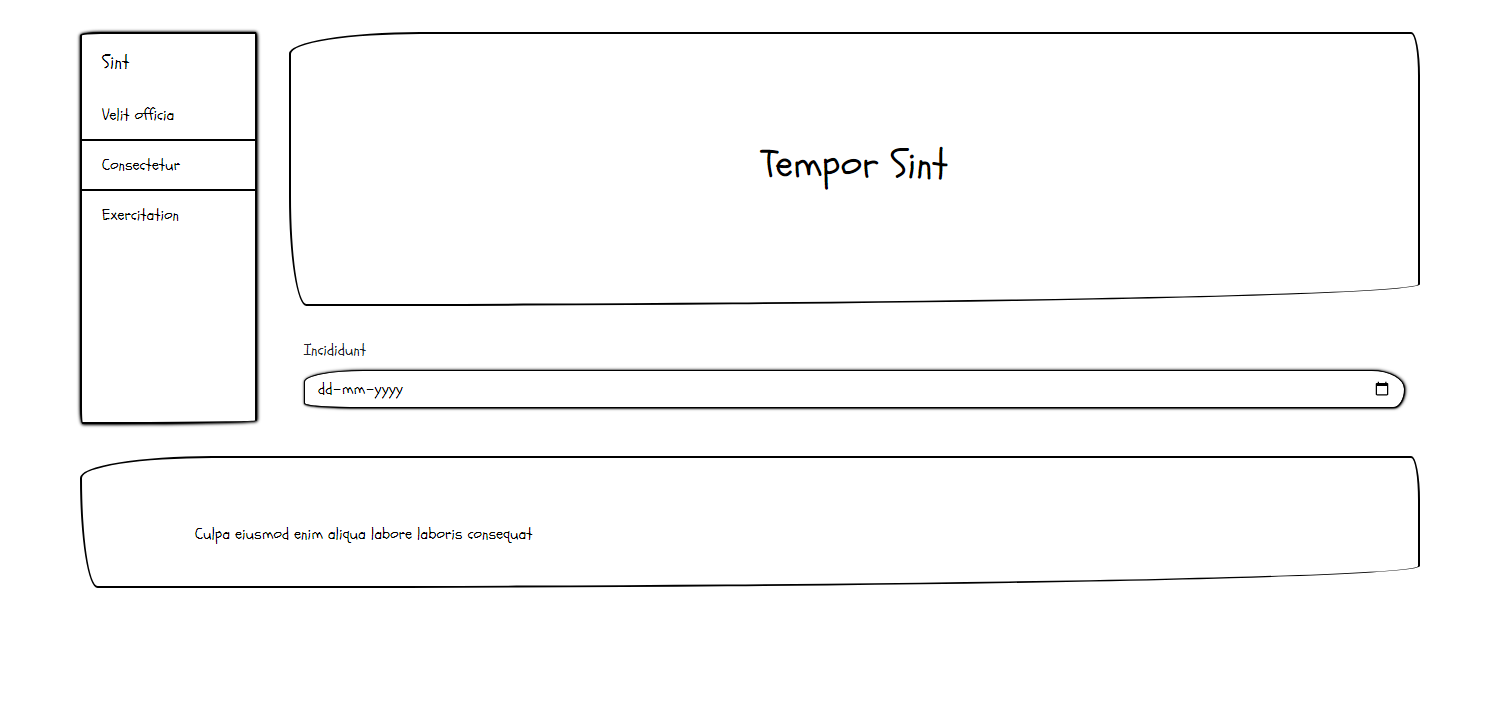 Sint
Velit officia
Consectetur
Exercitation
Tempor Sint
Incididunt
dd-mm-yyyy
Culpa eiusmod enim aliqua labore laboris consequat